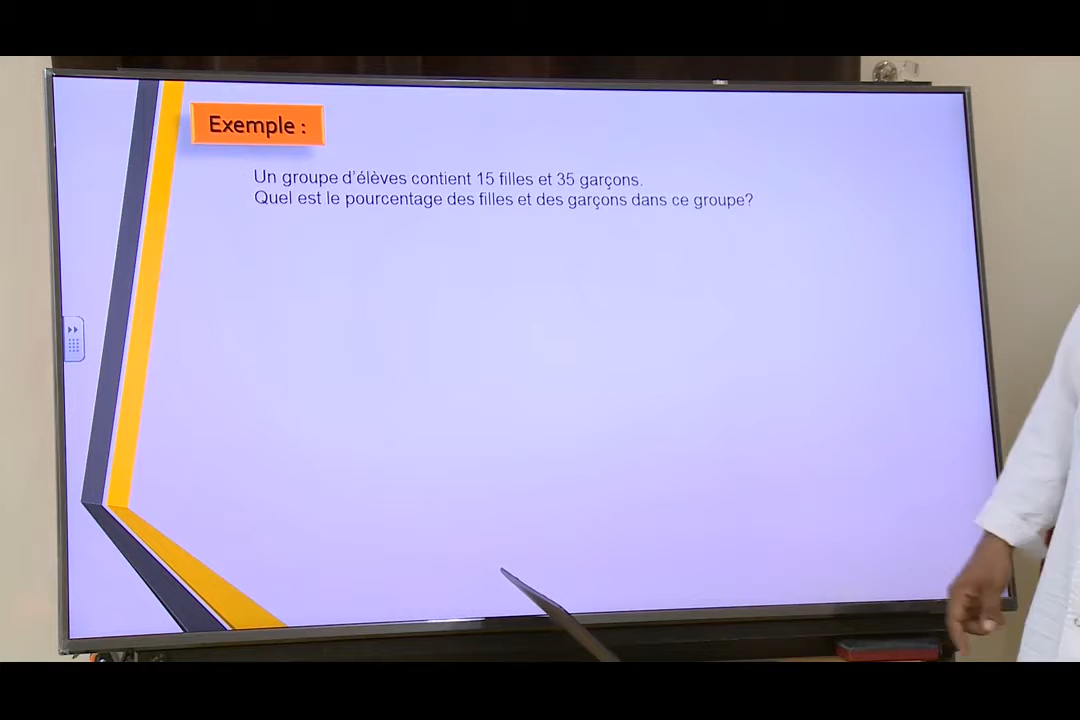 Exemple :
Un groupe d'élèves contient 15 filles et 35 garçons.
Quel est le pourcentage des filles et des garçons dans ce groupe?